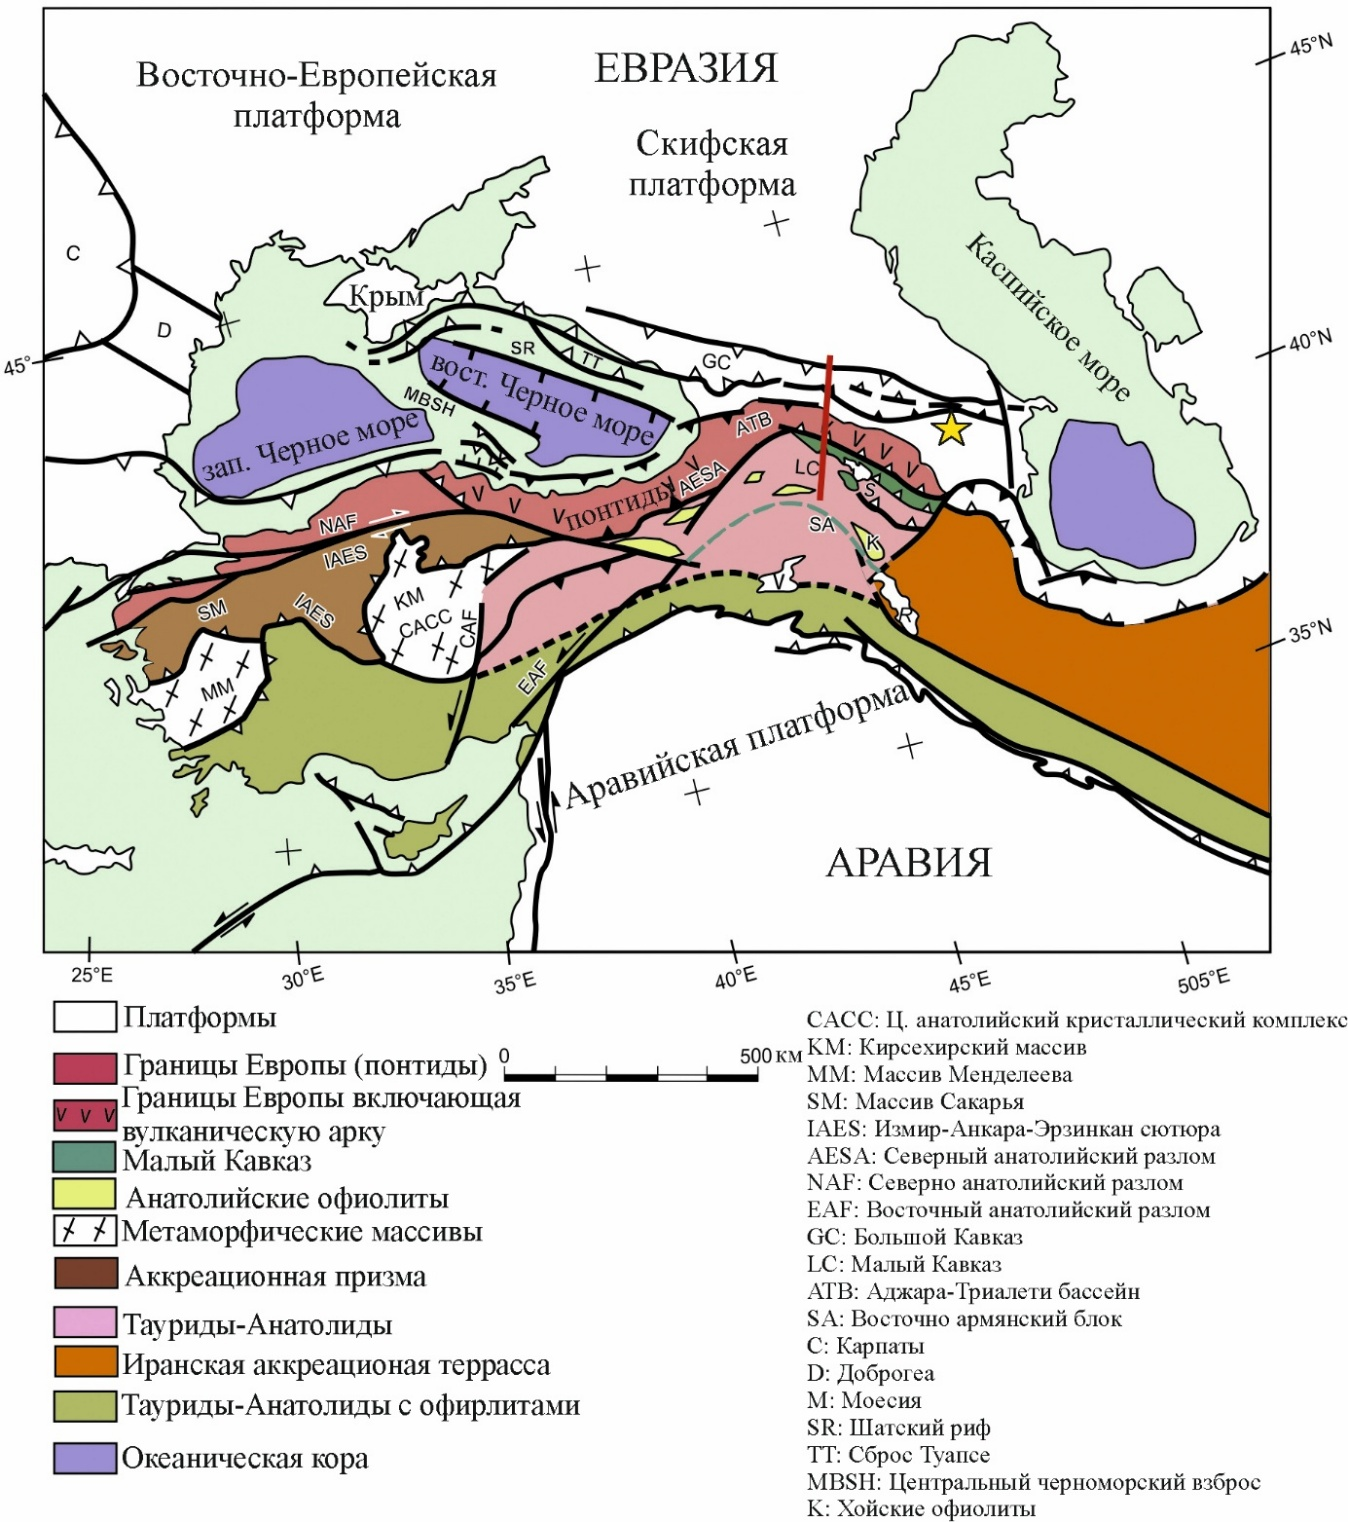 Восточно-Европейская
платформа
ЕВРАЗИЯ
Скифская
платформа
45°N
C
D
Крым
Каспийское море
40°N
45°
SR
TT
GC
вост. Черное море
MBSH
зап. Черное море
ATB
LC
S
AESA
понтиды
NAF
IAES
SA
K
V
R
35°N
SM
IAES
KM
CACC
CAF
MM
EAF
Аравийская платформа
АРАВИЯ
25°E
30°E
35°E
40°E
45°E
505°E
Платформы
Границы Европы (понтиды)
Границы Европы включающая
вулканическую арку
Малый Кавказ
Анатолийские офиолиты
Метаморфические массивы
Аккреационная призма
Тауриды-Анатолиды
Иранская аккреационая террасса
Тауриды-Анатолиды с офирлитами
Океаническая кора
0
500 км
CACC: Ц. анатолийский кристаллический комплекс
KM: Кирсехирский массив
MM: Массив Менделеева
SM: Массив Сакарья
IAES: Измир-Анкара-Эрзинкан сютюра
AESA: Северный анатолийский разлом
NAF: Северно анатолийский разлом
EAF: Восточный анатолийский разлом
GC: Большой Кавказ
LC: Малый Кавказ
ATB: Аджара-Триалети бассейн
SA: Восточно армянский блок
C: Карпаты
D: Доброгеа
M: Моесия
SR: Шатский риф
TT: Сброс Туапсе
MBSH: Центральный черноморский взброс
K: Хойские офиолиты